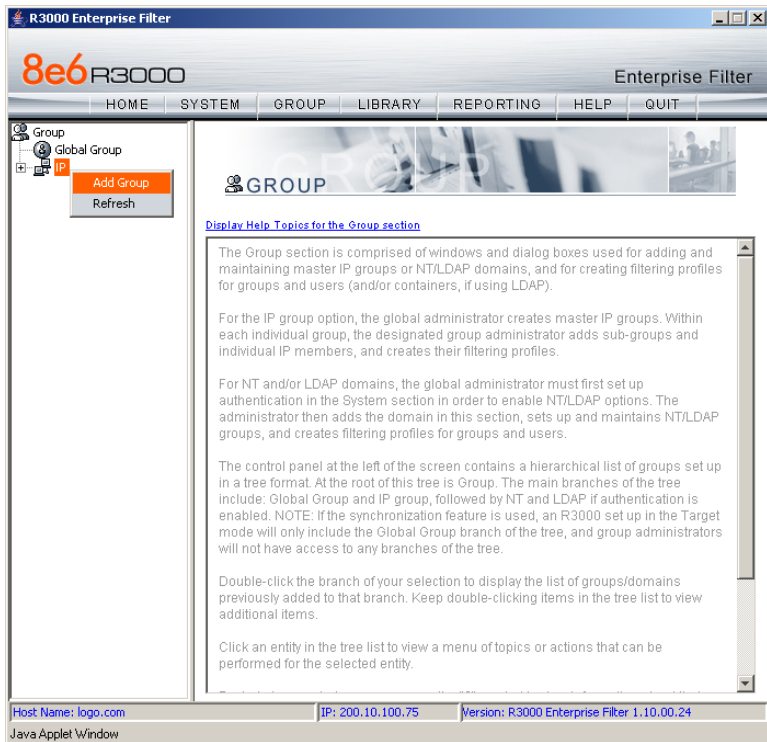 R3000 Enterprise Filter
8e6 R3000
Enterprise Filter
HOME SYSTEM GROUP LIBRARY REPORTING HELP QUIT
Group
Global Group
IP
Add Group
Refresh
GROUP
GROUP
Display Help Topics for the Group section
The Group section is comprised of windows and dialog boxes used for adding and
maintaining master IP groups or NT/LDAP domains, and for creating filtering profiles
for groups and users (and/or containers, if using LDAP).
For the IP group option, the global administrator creates master IP groups. Within
each individual group, the designated group administrator adds sub-groups and
individual IP members, and creates their filtering profiles.
For NT and/or LDAP domains, the global administrator must first set up
authentication in the System section in order to enable NT/LDAP options. The
administrator then adds the domain in this section, sets up and maintains NT/LDAP
groups, and creates filtering profiles for groups and users.
The control panel at the left of the screen contains a hierarchical list of groups set up
in a tree format. At the root of this tree is Group. The main branches of the tree
include: Global Group and IP group, followed by NT and LDAP if authentication is
enabled. NOTE: If the synchronization feature is used, an R3000 set up in the Target
mode will only include the Global Group branch of the tree, and group administrators
will not have access to any branches of the tree.
Double-click the branch of your selection to display the list of groups/domains
previously added to that branch. Keep double-clicking items in the tree list to view
additional items.
Click an entity in the tree list to view a menu of topics or actions that can be
performed for the selected entity.
Host Name: logo.com
IP: 200.10.100.75
Version: R3000 Enterprise Filter 1.10.00.24
Java Applet Window